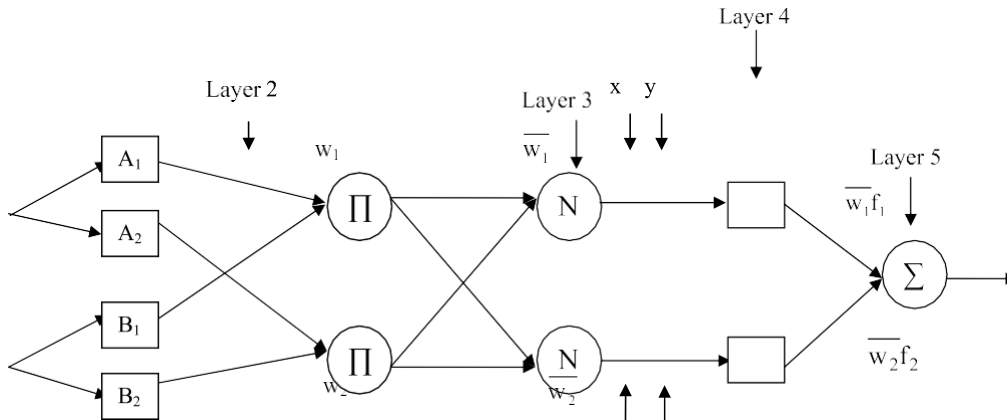 Layer 4
Layer 2
x y
Layer 3
w₁
w̅₁
Layer 5
A₁
∏
N
w̅₁f₁
A₂
∑
B₁
∏
N
w̅₂f₂
w₂
w̅₂
B₂